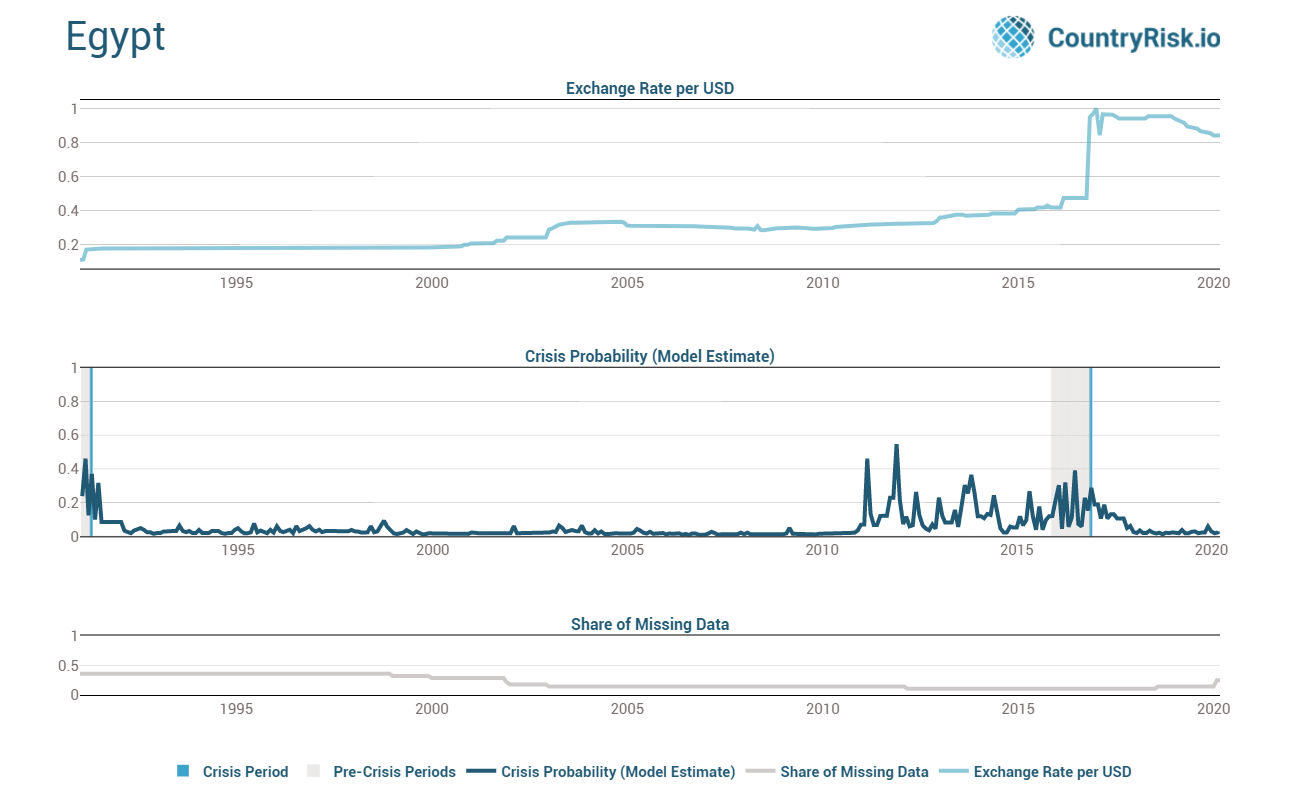 Egypt
CountryRisk.io
Exchange Rate per USD
1
0.8
0.6
0.4
0.2
1995 2000 2005 2010 2015 2020
Crisis Probability (Model Estimate)
1
0.8
0.6
0.4
0.2
0
1995 2000 2005 2010 2015 2020
Share of Missing Data
1
0.5
0
1995 2000 2005 2010 2015 2020
Crisis Period Pre-Crisis Periods Crisis Probability (Model Estimate) Share of Missing Data Exchange Rate per USD